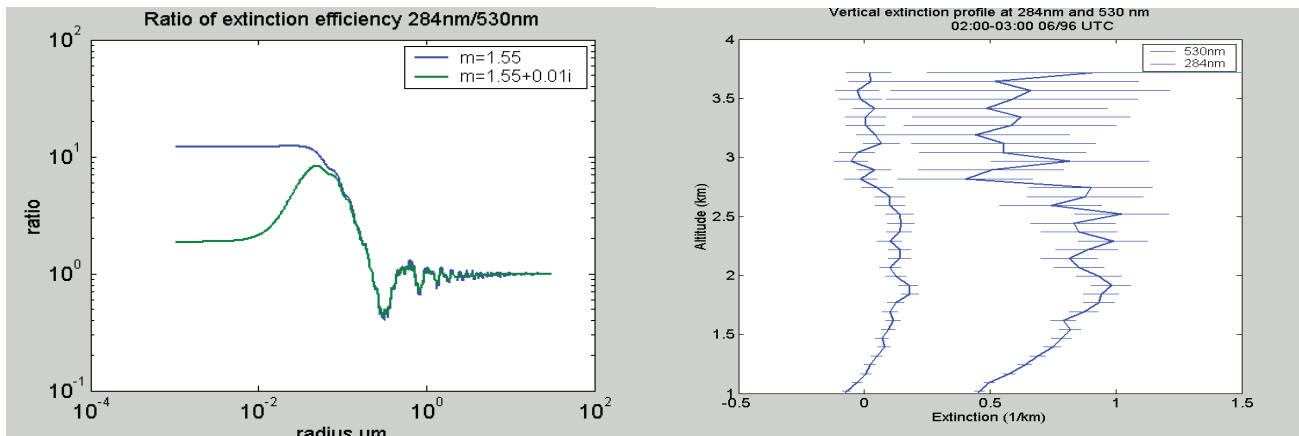 Ratio of extinction efficiency 284nm/530nm
10^2
m=1.55
m=1.55+0.01i
10^1
ratio
10^0
10^-1
10^-4
10^-2
10^0
10^2
radius um
Vertical extinction profile at 284nm and 530 nm
02:00-03:00 06/96 UTC
4
530nm
284nm
3.5
3
Altitude (km)
2.5
2
1.5
1
-0.5
0
0.5
1
1.5
Extinction (1/km)